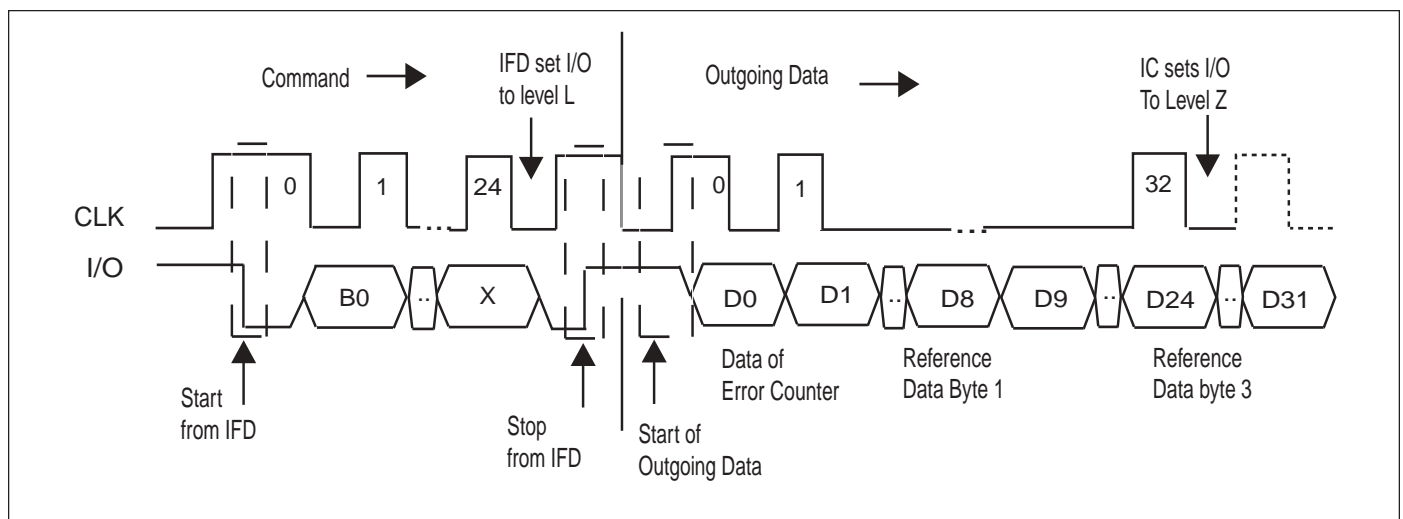 Command
IFD set I/O
to level L
Outgoing Data
IC sets I/O
To Level Z
CLK
0
1
24
0
1
32
I/O
B0
..
X
D0
D1
..
D8
D9
..
D24
..
D31
Start
from IFD
Stop
from IFD
Start of
Outgoing Data
Data of
Error Counter
Reference
Data Byte 1
Reference
Data byte 3